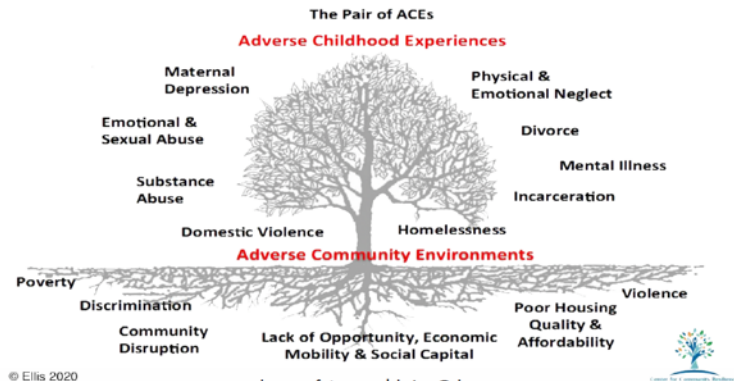 The Pair of ACEs
Adverse Childhood Experiences
Maternal
Depression
Physical &
Emotional Neglect
Emotional &
Sexual Abuse
Divorce
Mental Illness
Substance
Abuse
Incarceration
Domestic Violence
Homelessness
Adverse Community Environments
Poverty
Violence
Discrimination
Poor Housing
Quality &
Affordability
Community
Disruption
Lack of Opportunity, Economic
Mobility & Social Capital
© Ellis 2020